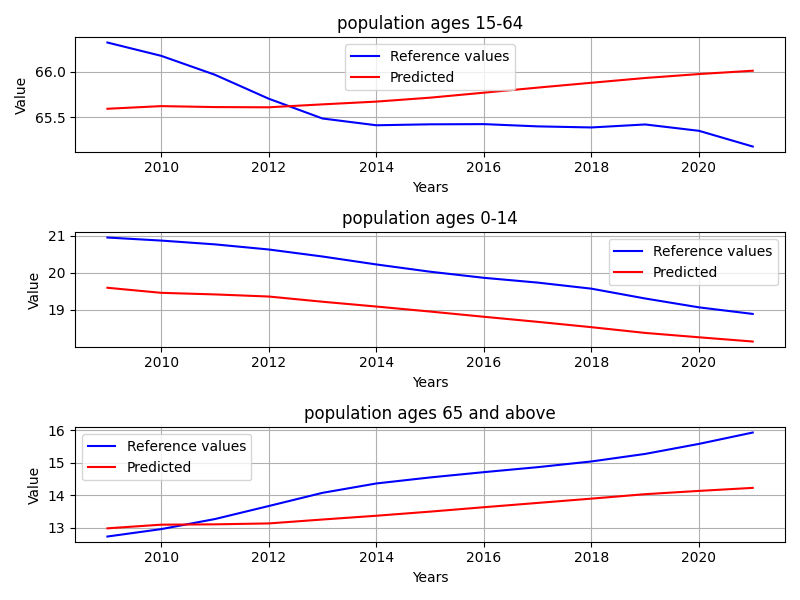 population ages 15-64
Reference values
Predicted
66.0
65.5
Value
2010 2012 2014 2016 2018 2020
Years
population ages 0-14
Reference values
Predicted
21
20
19
Value
2010 2012 2014 2016 2018 2020
Years
population ages 65 and above
Reference values
Predicted
16
15
14
13
Value
2010 2012 2014 2016 2018 2020
Years